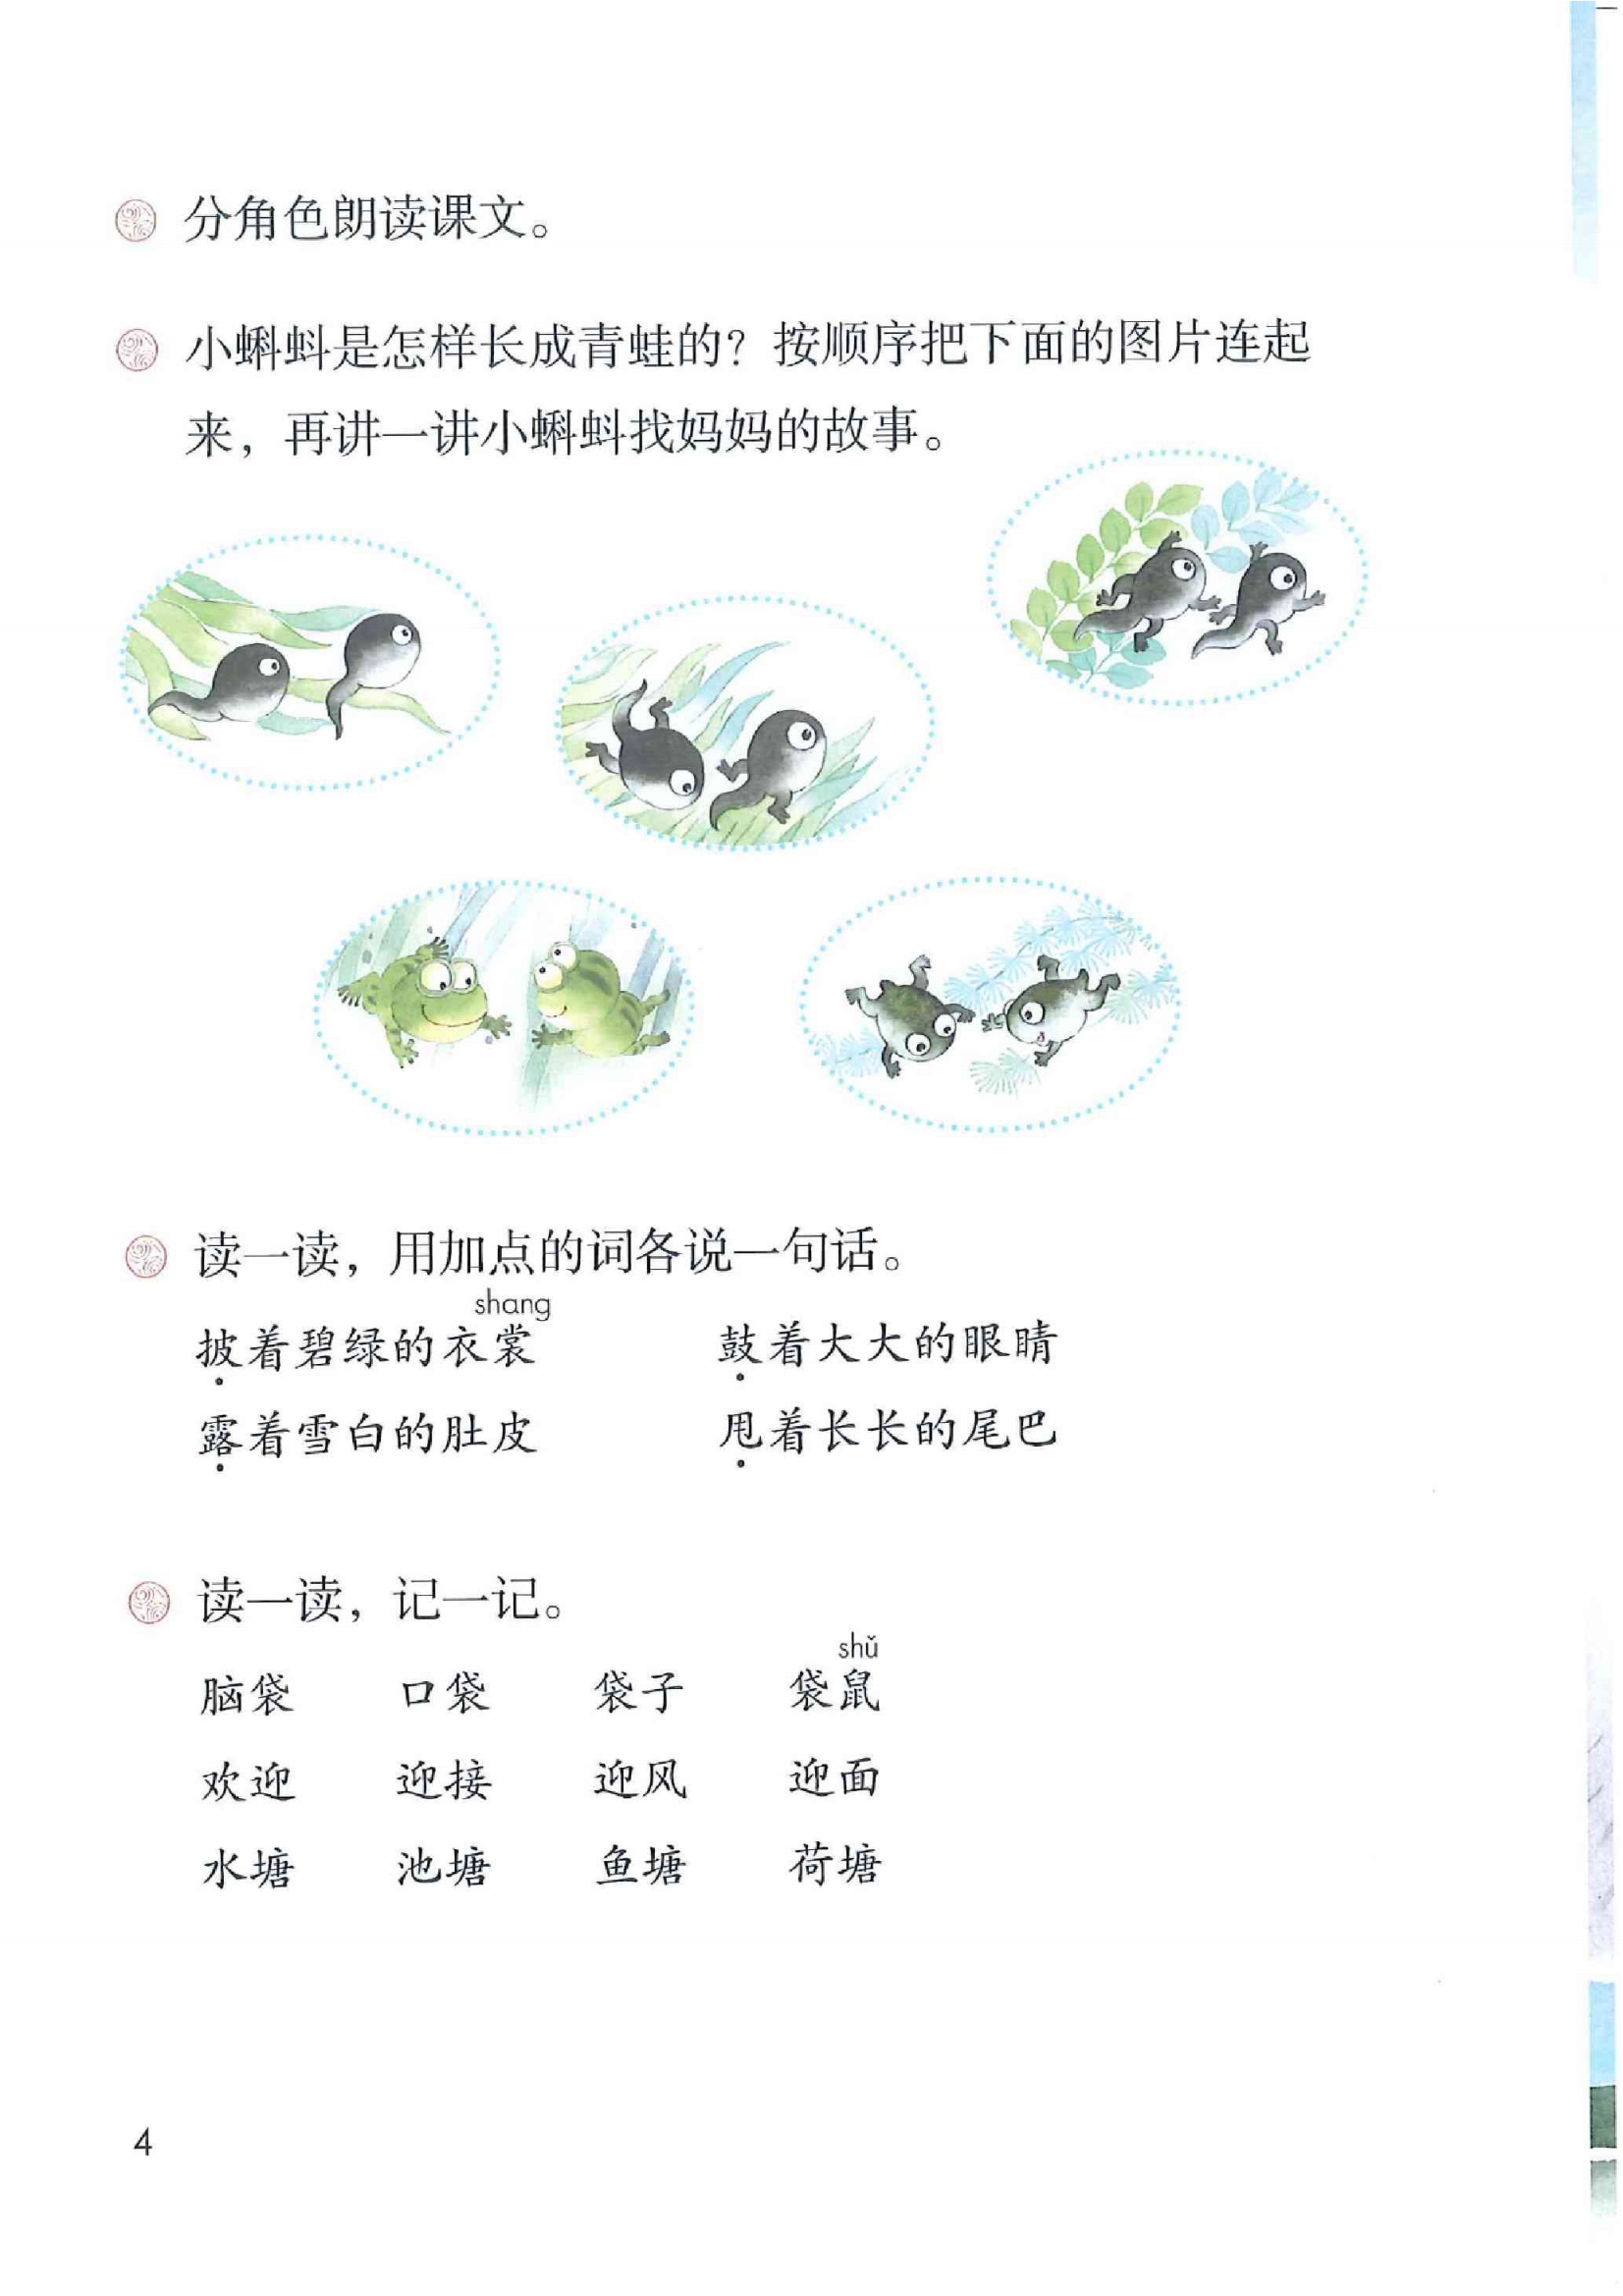 分角色朗读课文。
小蝌蚪是怎样长成青蛙的？按顺序把下面的图片连起
来，再讲一讲小蝌蚪找妈妈的故事。
读一读，用加点的词各说一句话。
shang
披着碧绿的衣裳 鼓着大大的眼睛
露着雪白的肚皮 甩着长长的尾巴
读一读，记一记。
shǔ
脑袋 口袋 袋子 袋鼠
欢迎 迎接 迎风 迎面
水塘 池塘 鱼塘 荷塘
4